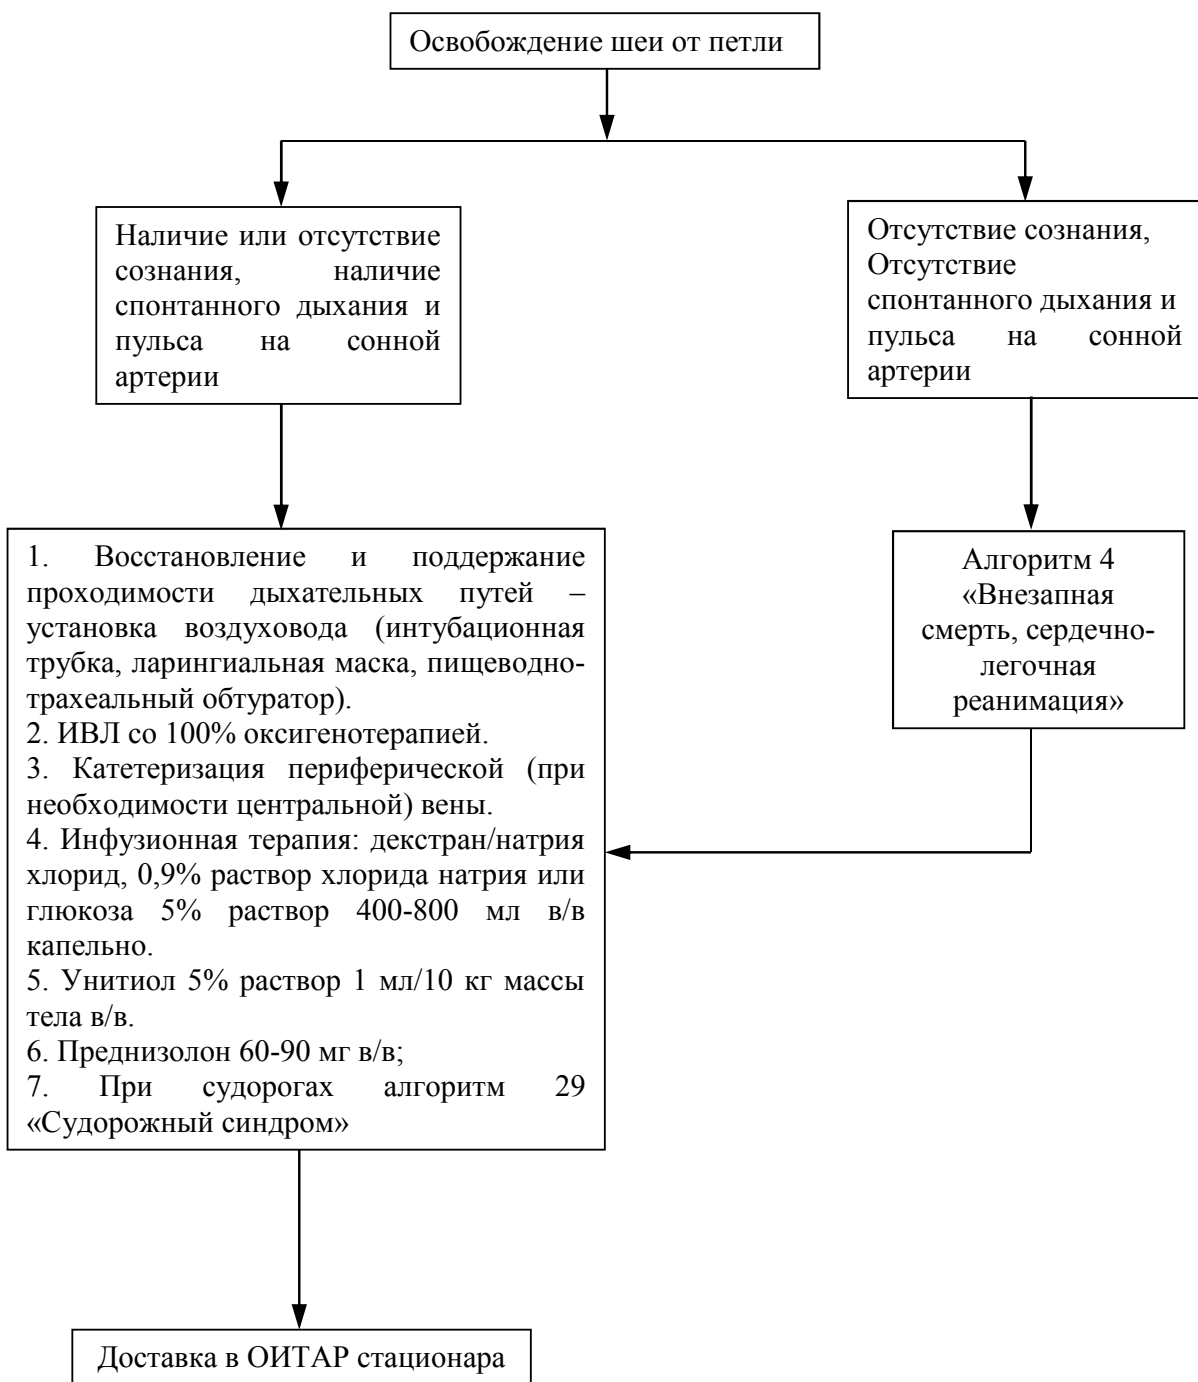 Освобождение шеи от петли
Наличие или отсутствие
сознания, наличие
спонтанного дыхания и
пульса на сонной
артерии
Отсутствие сознания,
Отсутствие
спонтанного дыхания и
пульса на сонной
артерии
1. Восстановление и поддержание
проходимости дыхательных путей –
установка воздуховода (интубационная
трубка, ларингиальная маска, пищеводно-
трахеальный обтуратор).
2. ИВЛ со 100% оксигенотерапией.
3. Катетеризация периферической (при
необходимости центральной) вены.
4. Инфузионная терапия: декстран/натрия
хлорид, 0,9% раствор хлорида натрия или
глюкоза 5% раствор 400-800 мл в/в
капельно.
5. Унитиол 5% раствор 1 мл/10 кг массы
тела в/в.
6. Преднизолон 60-90 мг в/в;
7. При судорогах алгоритм 29
«Судорожный синдром»
Алгоритм 4
«Внезапная
смерть, сердечно-
легочная
реанимация»
Доставка в ОИТАР стационара